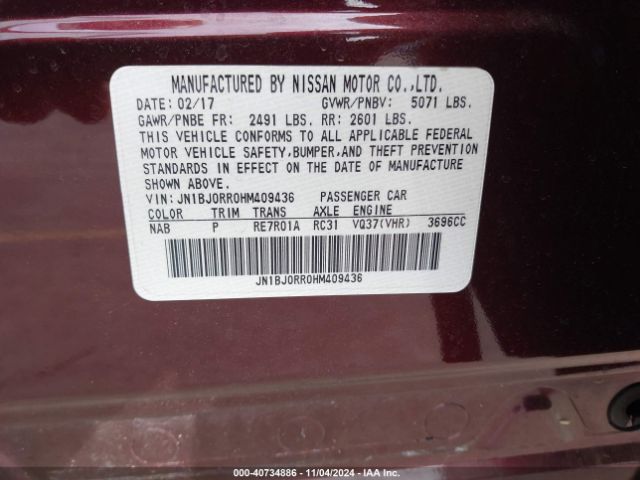 MANUFACTURED BY NISSAN MOTOR CO.,LTD.
DATE: 02/17 GVWR/PNBV: 5071 LBS.
GAWR/PNBE FR: 2491 LBS. RR: 2601 LBS.
THIS VEHICLE CONFORMS TO ALL APPLICABLE FEDERAL
MOTOR VEHICLE SAFETY,BUMPER,AND THEFT PREVENTION
STANDARDS IN EFFECT ON THE DATE OF MANUFACTURE
SHOWN ABOVE.
VIN: JN1BJ0RR0HM409436 PASSENGER CAR
COLOR TRIM TRANS AXLE ENGINE
NAB P RE7R01A RC31 VQ37(VHR) 3696CC
JN1BJ0RR0HM409436
000-40734886 - 11/04/2024 - IAA Inc.